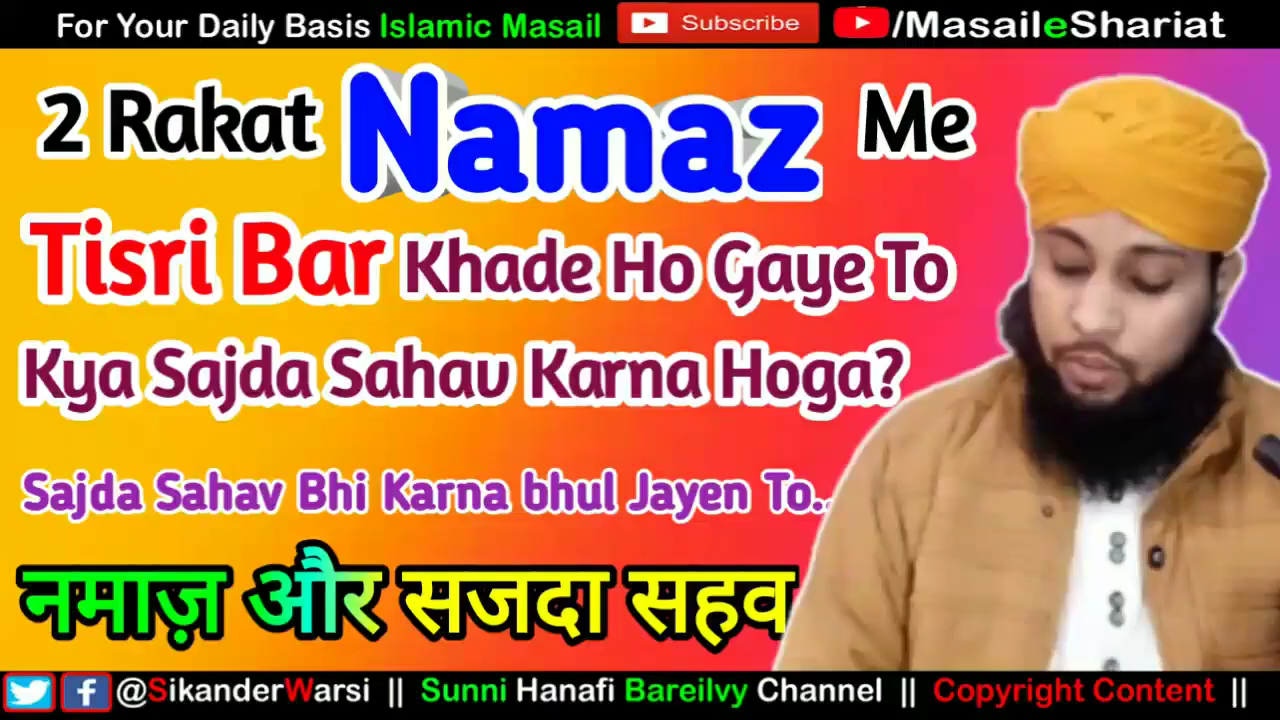 For Your Daily Basis Islamic Masail Subscribe /MasaileShariat
2 Rakat Namaz Me
Tisri Bar Khade Ho Gaye To
Kya Sajda Sahav Karna Hoga?
Sajda Sahav Bhi Karna bhul Jayen To..
नमाज़ और सजदा सहव
@SikanderWarsi || Sunni Hanafi Bareilvy Channel || Copyright Content ||